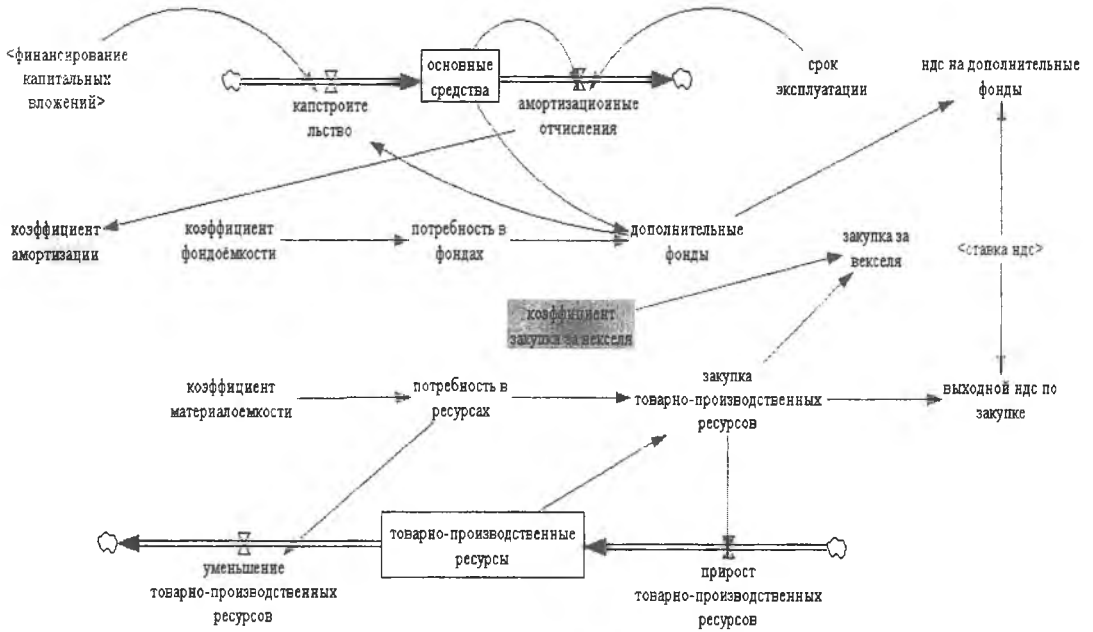 <финансирование
капитальных
вложений>
основные
средства
срок
эксплуатации
ндс на дополнительные
фонды
капстроите
льство
амортизационные
отчисления
коэффициент
амортизации
коэффициент
фондоёмкости
потребность в
фондах
дополнительные
фонды
закупка за
векселя
<ставка ндс>
коэффициент
закупки за векселя
коэффициент
материалоемкости
потребность в
ресурсах
закупка
товарно-производственных
ресурсов
выходной ндс по
закупке
товарно-производственные
ресурсы
уменьшение
товарно-производственных
ресурсов
прирост
товарно-производственных
ресурсов